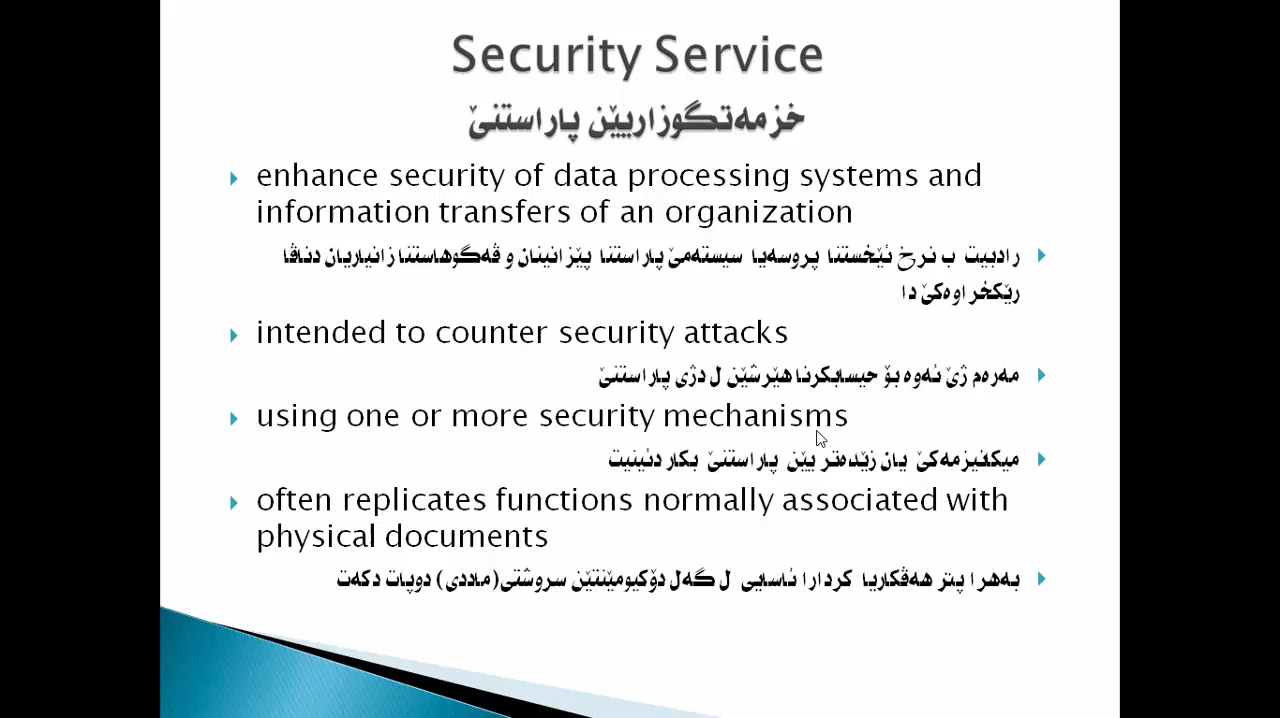 Security Service
خزمەتگوزاریێن پاراستنێ
enhance security of data processing systems and
information transfers of an organization
رادبیت ب نرخ ئێخستنا پروسەیا سیستەمێ پاراستنا پێزانینان و ڤەگوهاستنا زانیاریان دناڤا
رێکخراوەکێ دا
intended to counter security attacks
مەرەم ژێ ئەوە بۆ حیسابکرنا هێرشێن ل دژی پاراستنێ
using one or more security mechanisms
میکانیزمەکێ یان زێدەتر یێن پاراستنێ بکار دئینیت
often replicates functions normally associated with
physical documents
بەهرا پتر هەڤکاریا کردارا ئاسایی ل گەل دۆکیومێنتێن سروشتی(ماددی) دوپات دکەت